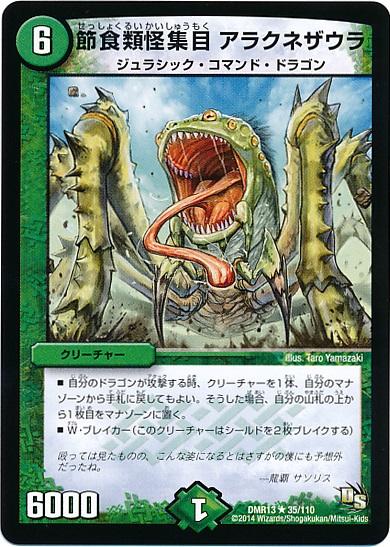 6
せっしょくるいかいしゅうもく
節食類怪集目 アラクネザウラ
ジュラシック・コマンド・ドラゴン
クリーチャー
illus. Taro Yamazaki
■ 自分のドラゴンが攻撃する時、クリーチャーを1体、自分のマナ
ゾーンから手札に戻してもよい。そうした場合、自分の山札の上か
ら1枚目をマナゾーンに置く。
■ W・ブレイカー(このクリーチャーはシールドを2枚ブレイクする)
図っては見たものの、こんな姿になるとはさすがの僕にも予想外
だったね。
—龍覇 サソリス
6000
1
DS
DMR13 ★ 35/110
©2014 Wizards/Shogakukan/Mitsui-Kids